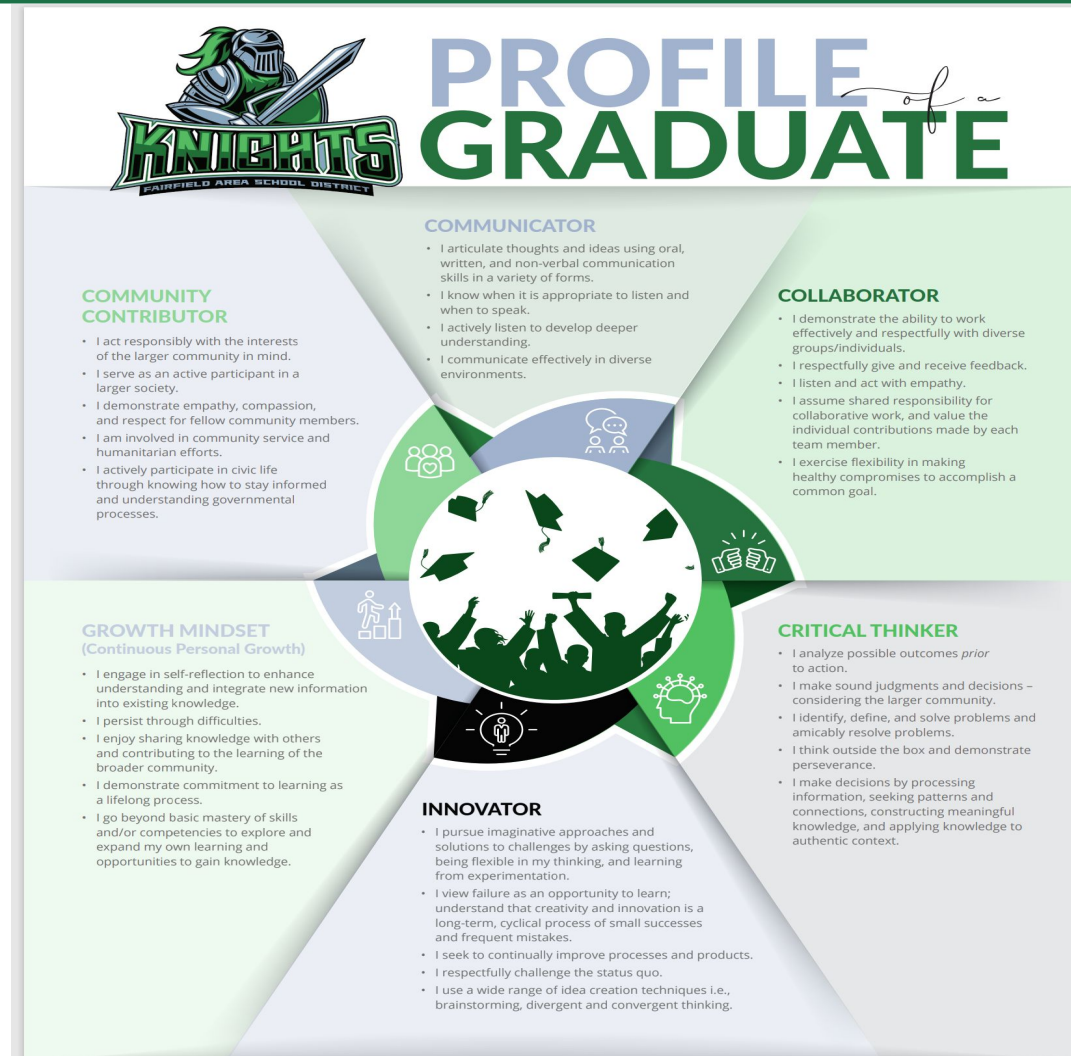 KNIGHTS
FAIRFIELD AREA SCHOOL DISTRICT
PROFILE of a
GRADUATE
COMMUNICATOR
• I articulate thoughts and ideas using oral,
written, and non-verbal communication
skills in a variety of forms.
• I know when it is appropriate to listen and
when to speak.
• I actively listen to develop deeper
understanding.
• I communicate effectively in diverse
environments.
COMMUNITY
CONTRIBUTOR
• I act responsibly with the interests
of the larger community in mind.
• I serve as an active participant in a
larger society.
• I demonstrate empathy, compassion,
and respect for fellow community members.
• I am involved in community service and
humanitarian efforts.
• I actively participate in civic life
through knowing how to stay informed
and understanding governmental
processes.
COLLABORATOR
• I demonstrate the ability to work
effectively and respectfully with diverse
groups/individuals.
• I respectfully give and receive feedback.
• I listen and act with empathy.
• I assume shared responsibility for
collaborative work, and value the
individual contributions made by each
team member.
• I exercise flexibility in making
healthy compromises to accomplish a
common goal.
GROWTH MINDSET
(Continuous Personal Growth)
• I engage in self-reflection to enhance
understanding and integrate new information
into existing knowledge.
• I persist through difficulties.
• I enjoy sharing knowledge with others
and contributing to the learning of the
broader community.
• I demonstrate commitment to learning as
a lifelong process.
• I go beyond basic mastery of skills
and/or competencies to explore and
expand my own learning and
opportunities to gain knowledge.
CRITICAL THINKER
• I analyze possible outcomes prior
to action.
• I make sound judgments and decisions –
considering the larger community.
• I identify, define, and solve problems and
amicably resolve problems.
• I think outside the box and demonstrate
perseverance.
• I make decisions by processing
information, seeking patterns and
connections, constructing meaningful
knowledge, and applying knowledge to
authentic context.
INNOVATOR
• I pursue imaginative approaches and
solutions to challenges by asking questions,
being flexible in my thinking, and learning
from experimentation.
• I view failure as an opportunity to learn;
understand that creativity and innovation is a
long-term, cyclical process of small successes
and frequent mistakes.
• I seek to continually improve processes and products.
• I respectfully challenge the status quo.
• I use a wide range of idea creation techniques i.e.,
brainstorming, divergent and convergent thinking.